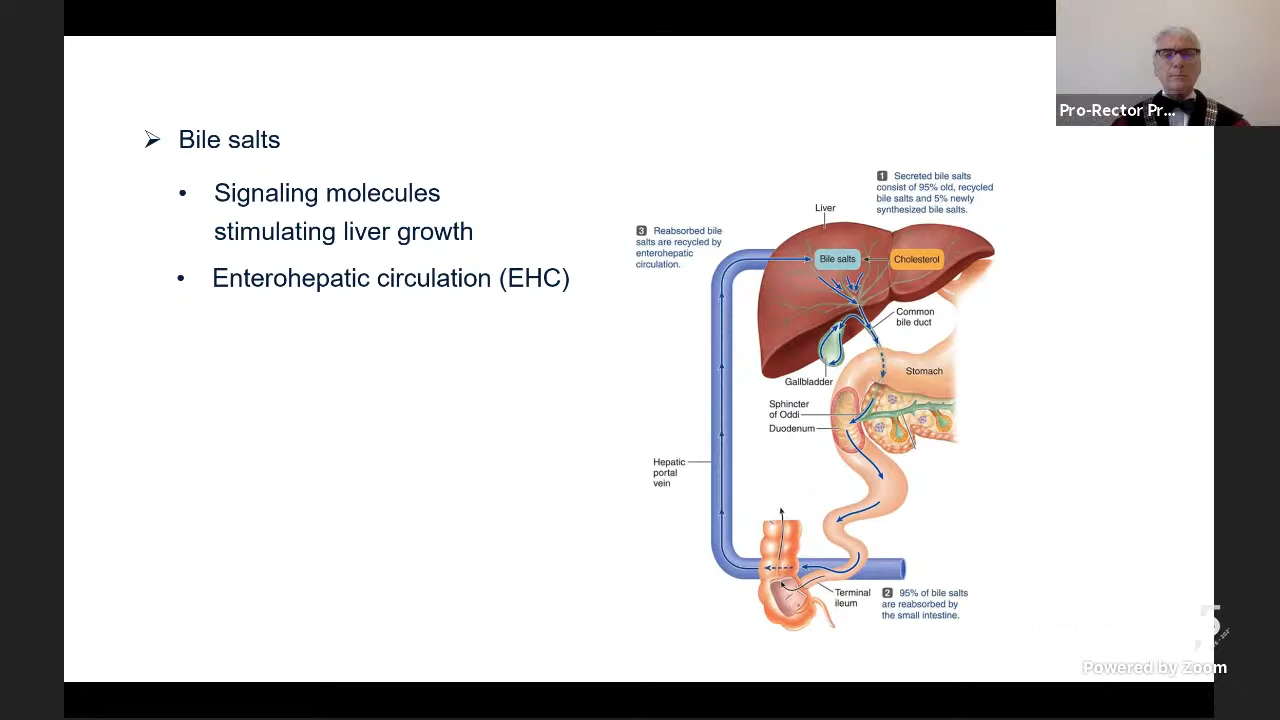 Pro-Rector Pr...
Bile salts
Signaling molecules
stimulating liver growth
Enterohepatic circulation (EHC)
1 Secreted bile salts
consist of 95% old, recycled
bile salts and 5% newly
synthesized bile salts.
Liver
3 Reabsorbed bile
salts are recycled by
enterohepatic
circulation.
Bile salts
Cholesterol
Common
bile duct
Stomach
Gallbladder
Sphincter
of Oddi
Duodenum
Hepatic
portal
vein
Terminal
ileum
2 95% of bile salts
are reabsorbed by
the small intestine.
Powered by Zoom